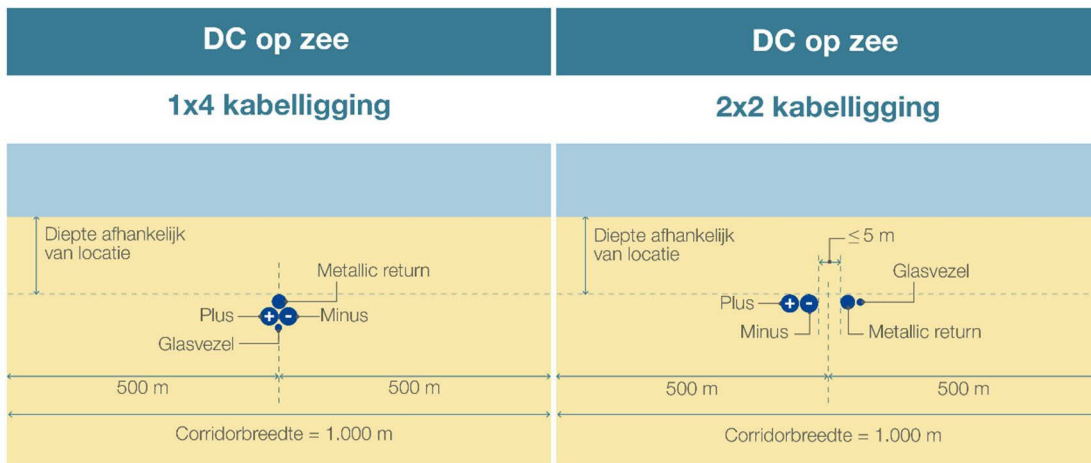 DC op zee
1x4 kabelligging
Diepte afhankelijk
van locatie
Metallic return
Plus
+
-
Minus
Glasvezel
500 m
500 m
Corridorbreedte = 1.000 m
DC op zee
2x2 kabelligging
Diepte afhankelijk
van locatie
≤ 5 m
Glasvezel
Plus
+
-
Minus
Metallic return
500 m
500 m
Corridorbreedte = 1.000 m